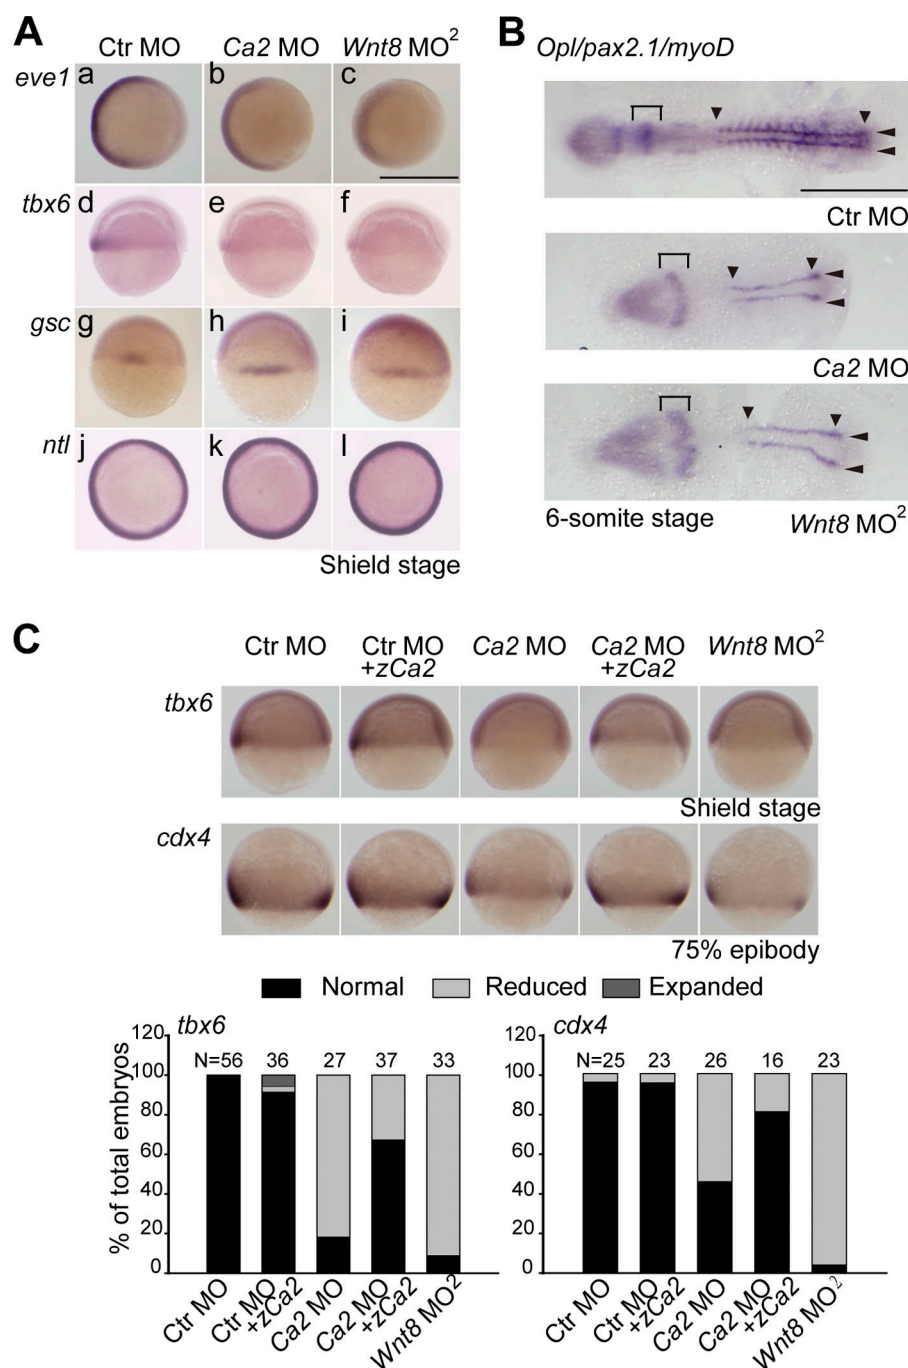 A
Ctr MO Ca2 MO Wnt8 MO²
eve1 a b c
tbx6 d e f
gsc g h i
ntl j k l
Shield stage
B
Opl/pax2.1/myoD
Ctr MO
Ca2 MO
6-somite stage Wnt8 MO²
C
Ctr MO Ctr MO Ca2 MO Ca2 MO Wnt8 MO²
+zCa2 +zCa2
tbx6
Shield stage
cdx4
75% epibody
Normal Reduced Expanded
tbx6
% of total embryos
120
100
80
60
40
20
0
N=56 36 27 37 33
Ctr MO
Ctr MO
+zCa2
Ca2 MO
Ca2 MO
+zCa2
Wnt8 MO²
cdx4
120
100
80
60
40
20
0
N=25 23 26 16 23
Ctr MO
Ctr MO
+zCa2
Ca2 MO
Ca2 MO
+zCa2
Wnt8 MO²